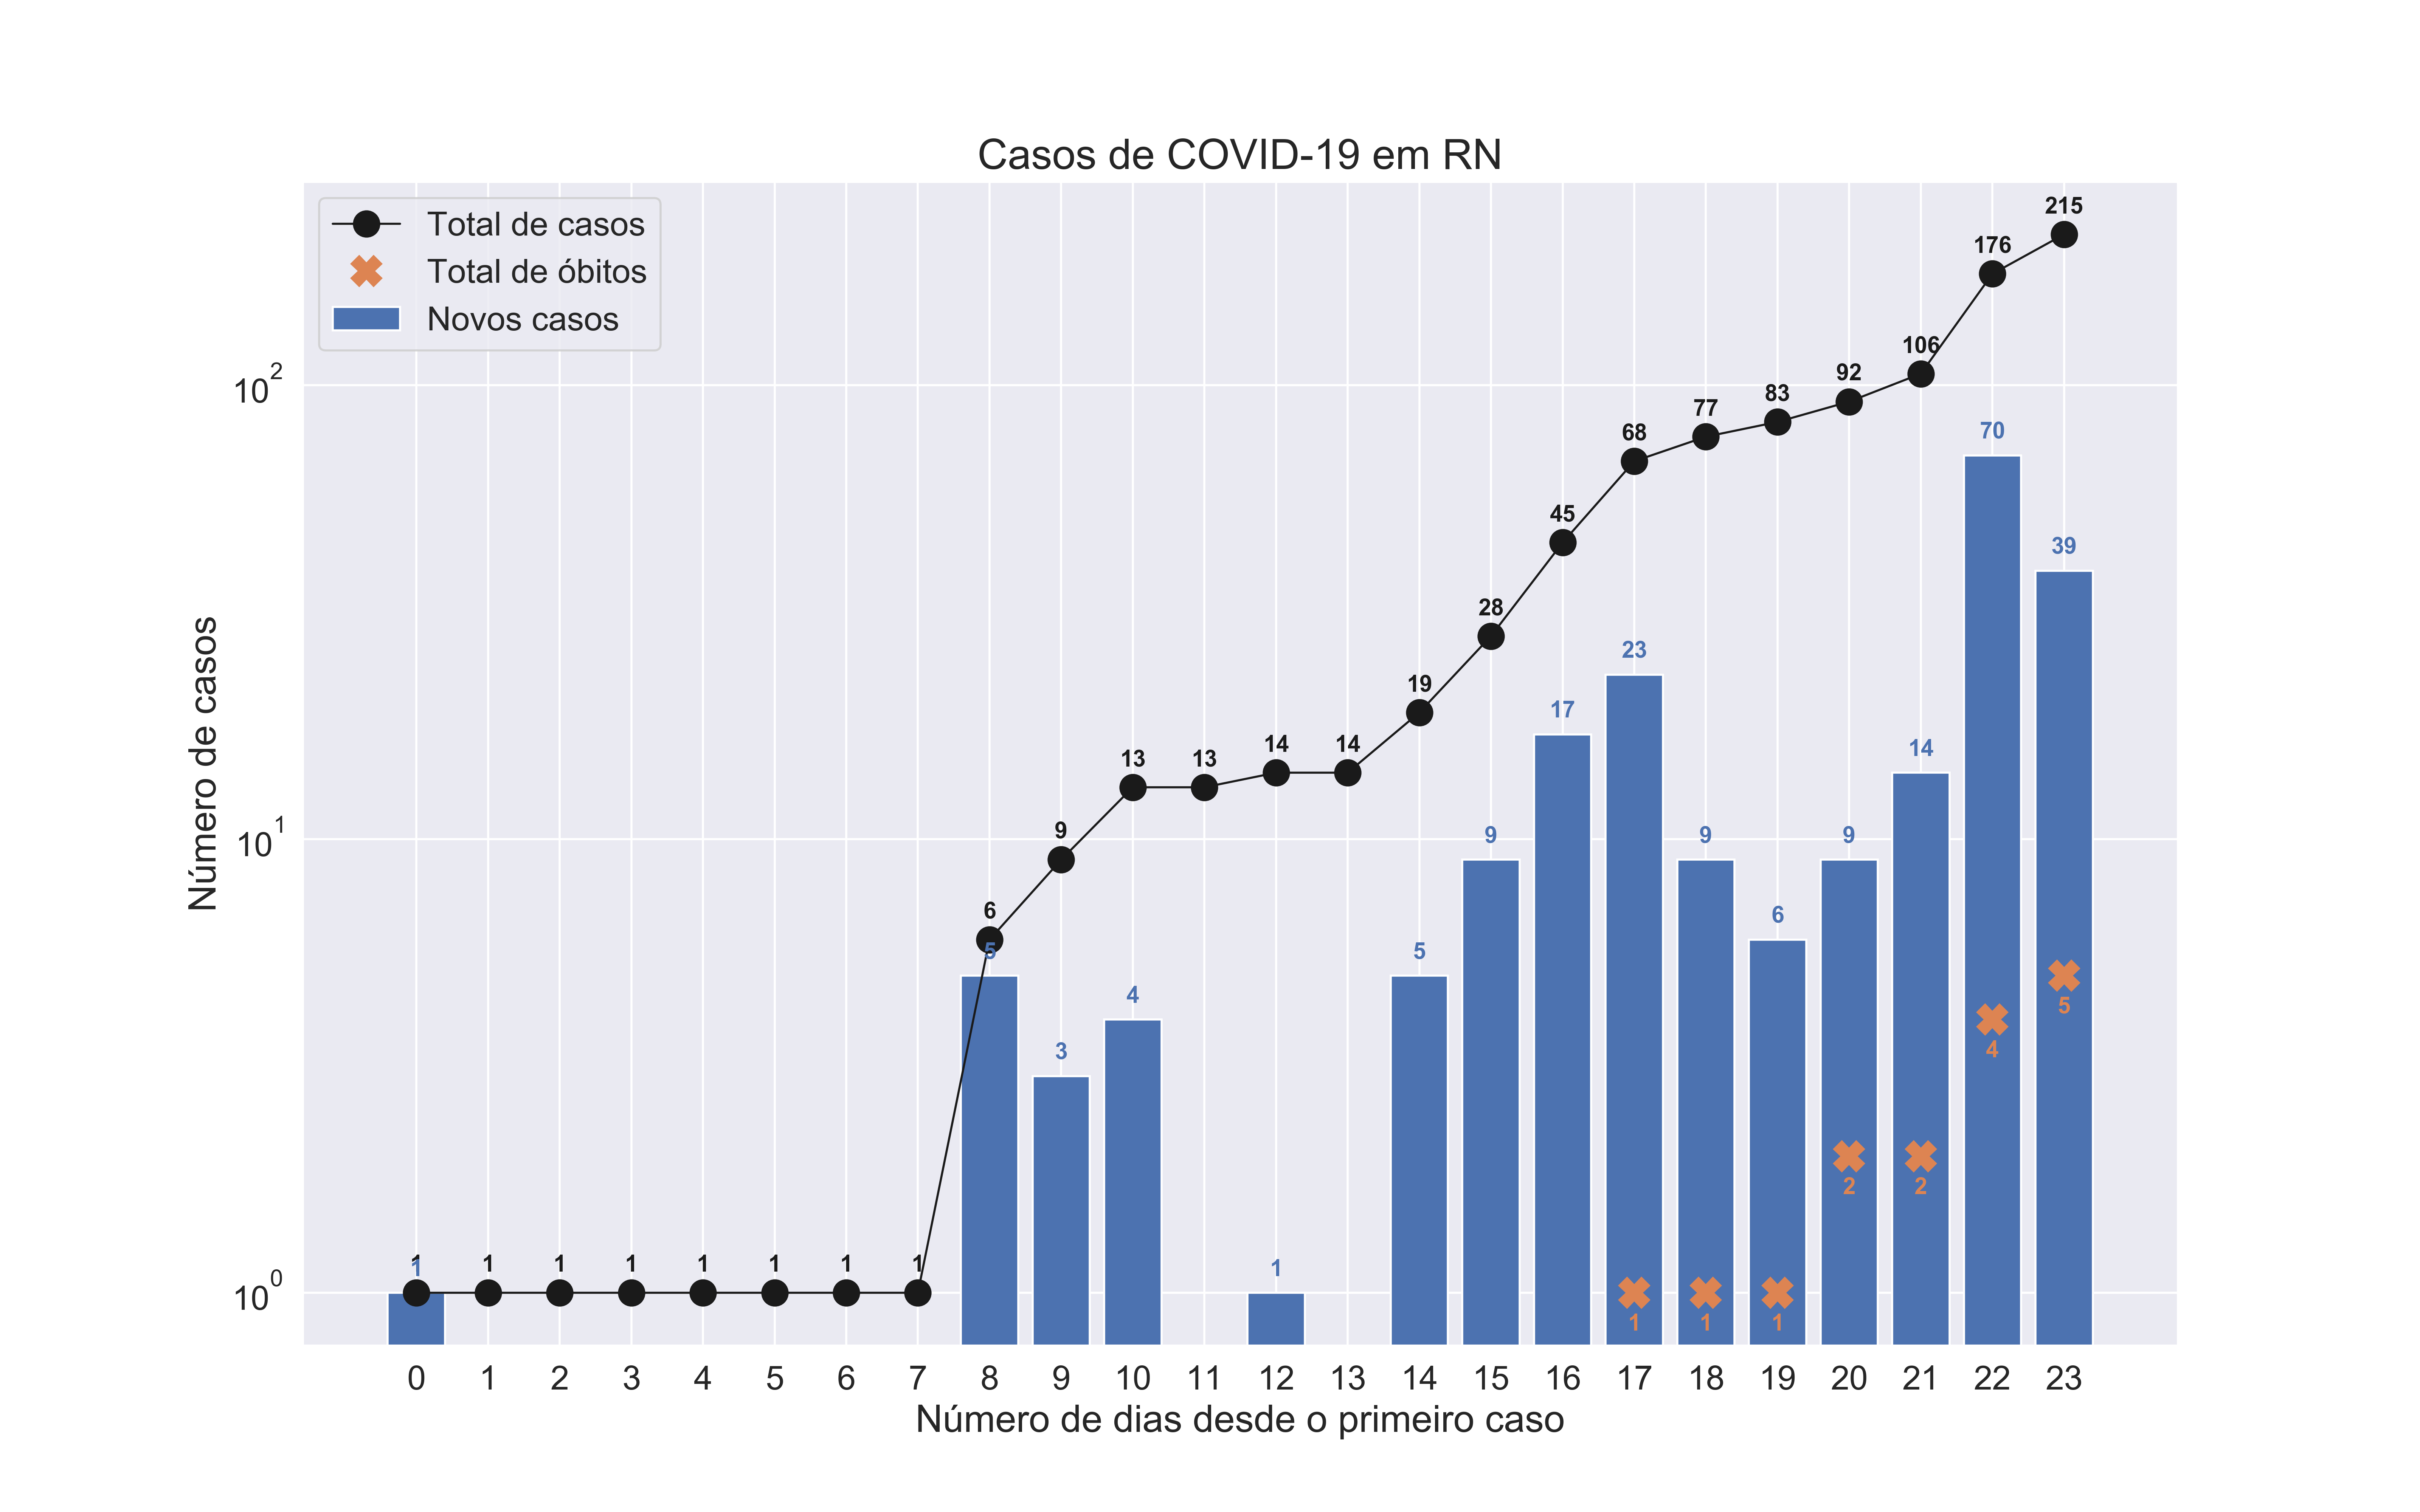 Casos de COVID-19 em RN
Total de casos
Total de óbitos
Novos casos
Número de casos
10^2
10^1
10^0
1 1 1 1 1 1 1 1 6 9 13 13 14 14 19 28 45 68 77 83 92 106 176 215
1 5 3 4 1 5 9 17 23 9 6 9 14 70 39
1 1 1 2 2 4 5
0 1 2 3 4 5 6 7 8 9 10 11 12 13 14 15 16 17 18 19 20 21 22 23
Número de dias desde o primeiro caso